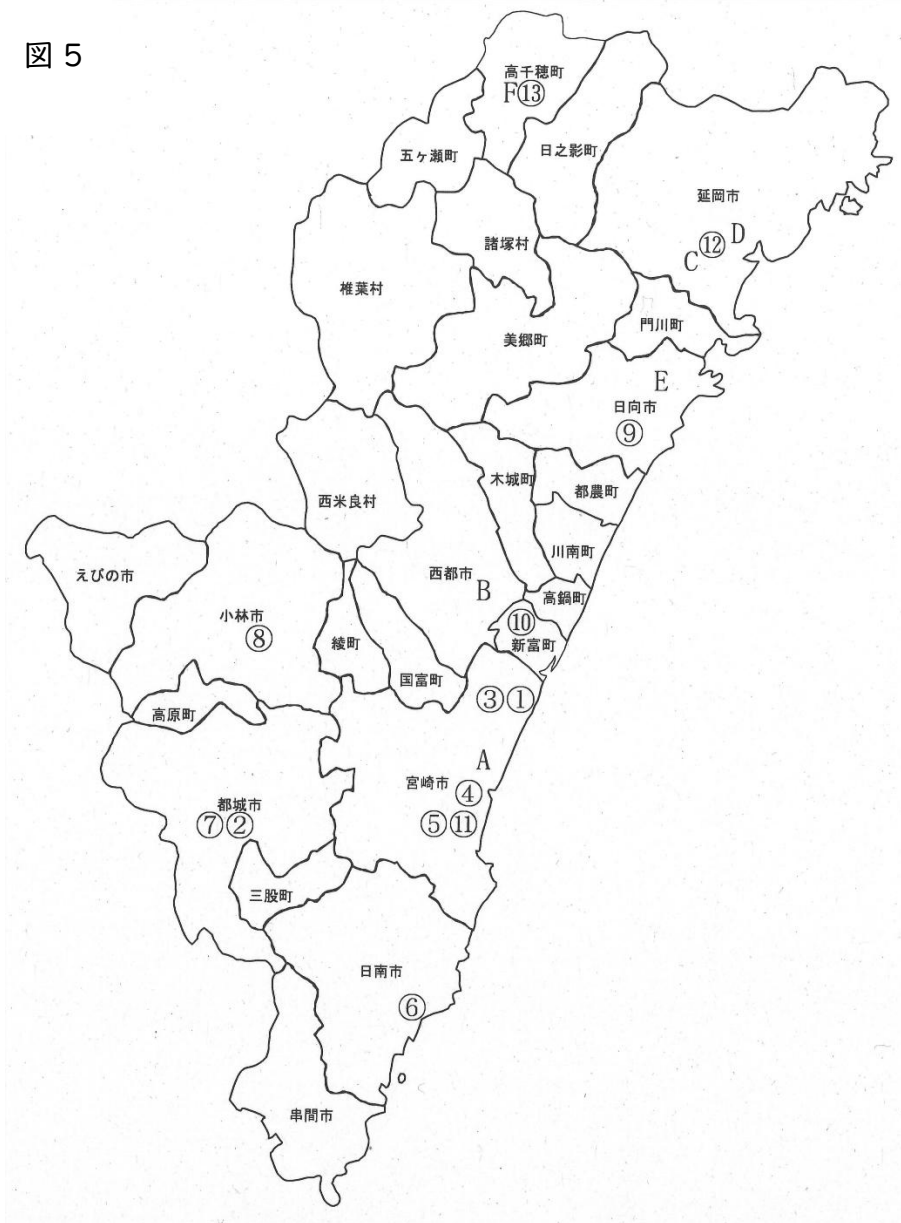 図 5
高千穂町
F⑬
五ヶ瀬町
日之影町
延岡市
諸塚村
C⑫ D
椎葉村
美郷町
門川町
E
日向市
⑨
木城町
都農町
西米良村
川南町
えびの市
西都市
B
高鍋町
小林市
⑧
綾町
⑩
新富町
国富町
③①
高原町
A
宮崎市
④
都城市
⑦②
⑤⑪
三股町
日南市
⑥
串間市